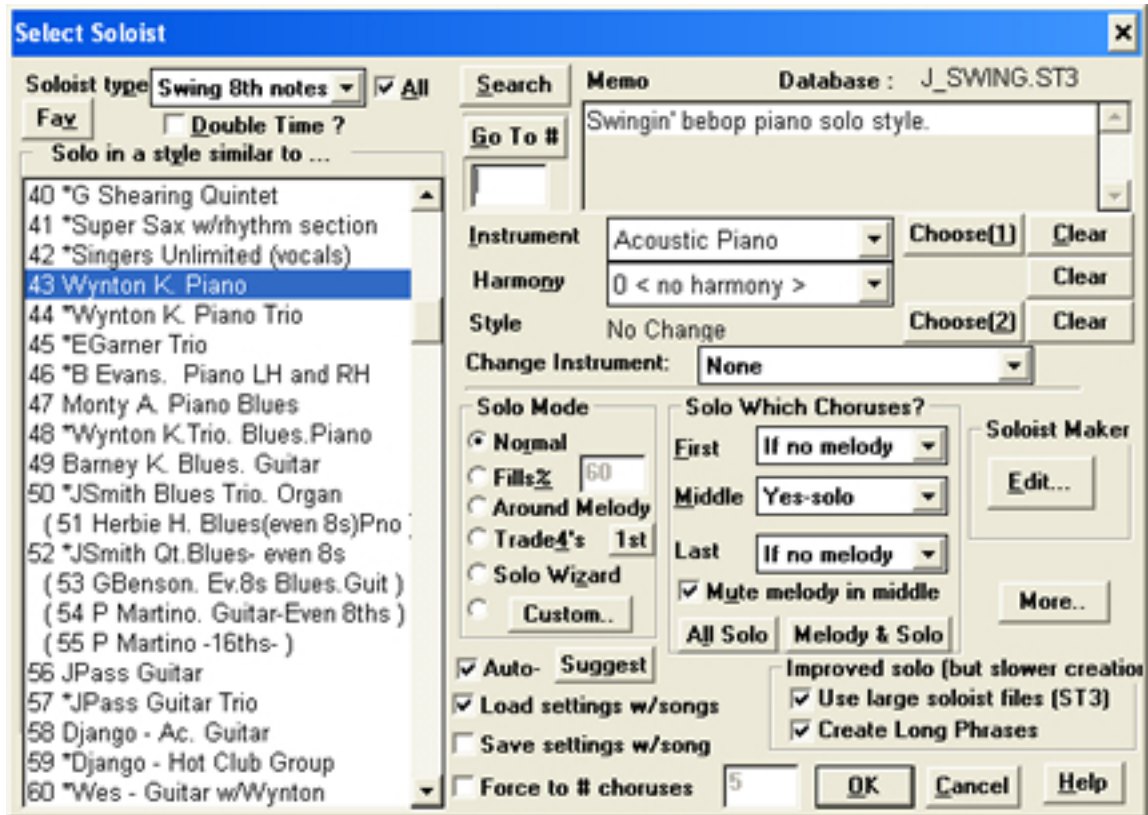 Select Soloist
Soloist type Swing 8th notes All
Fav Double Time ?
Solo in a style similar to ...
40 *G Shearing Quintet
41 *Super Sax w/rhythm section
42 *Singers Unlimited (vocals)
43 Wynton K. Piano
44 *Wynton K. Piano Trio
45 *EGarner Trio
46 *B Evans. Piano LH and RH
47 Monty A. Piano Blues
48 *Wynton K.Trio. Blues.Piano
49 Barney K. Blues. Guitar
50 *JSmith Blues Trio. Organ
( 51 Herbie H. Blues(even 8s)Pno )
52 *JSmith Qt.Blues- even 8s
( 53 GBenson. Ev.8s Blues.Guit )
( 54 P Martino. Guitar-Even 8ths )
( 55 P Martino -16ths- )
56 JPass Guitar
57 *JPass Guitar Trio
58 Django - Ac. Guitar
59 *Django - Hot Club Group
60 *Wes - Guitar w/Wynton
Search Memo Database : J_SWING.ST3
Go To #
Swingin' bebop piano solo style.
Instrument Acoustic Piano Choose(1) Clear
Harmony 0 < no harmony > Clear
Style No Change Choose(2) Clear
Change Instrument: None
Solo Mode
Normal
Fills% 60
Around Melody
Trade4's 1st
Solo Wizard
Custom..
Solo Which Choruses?
First If no melody
Middle Yes-solo
Last If no melody
Mute melody in middle
All Solo Melody & Solo
Soloist Maker
Edit...
More..
Auto- Suggest
Load settings w/songs
Save settings w/song
Force to # choruses 5
Improved solo (but slower creation
Use large soloist files (ST3)
Create Long Phrases
OK Cancel Help